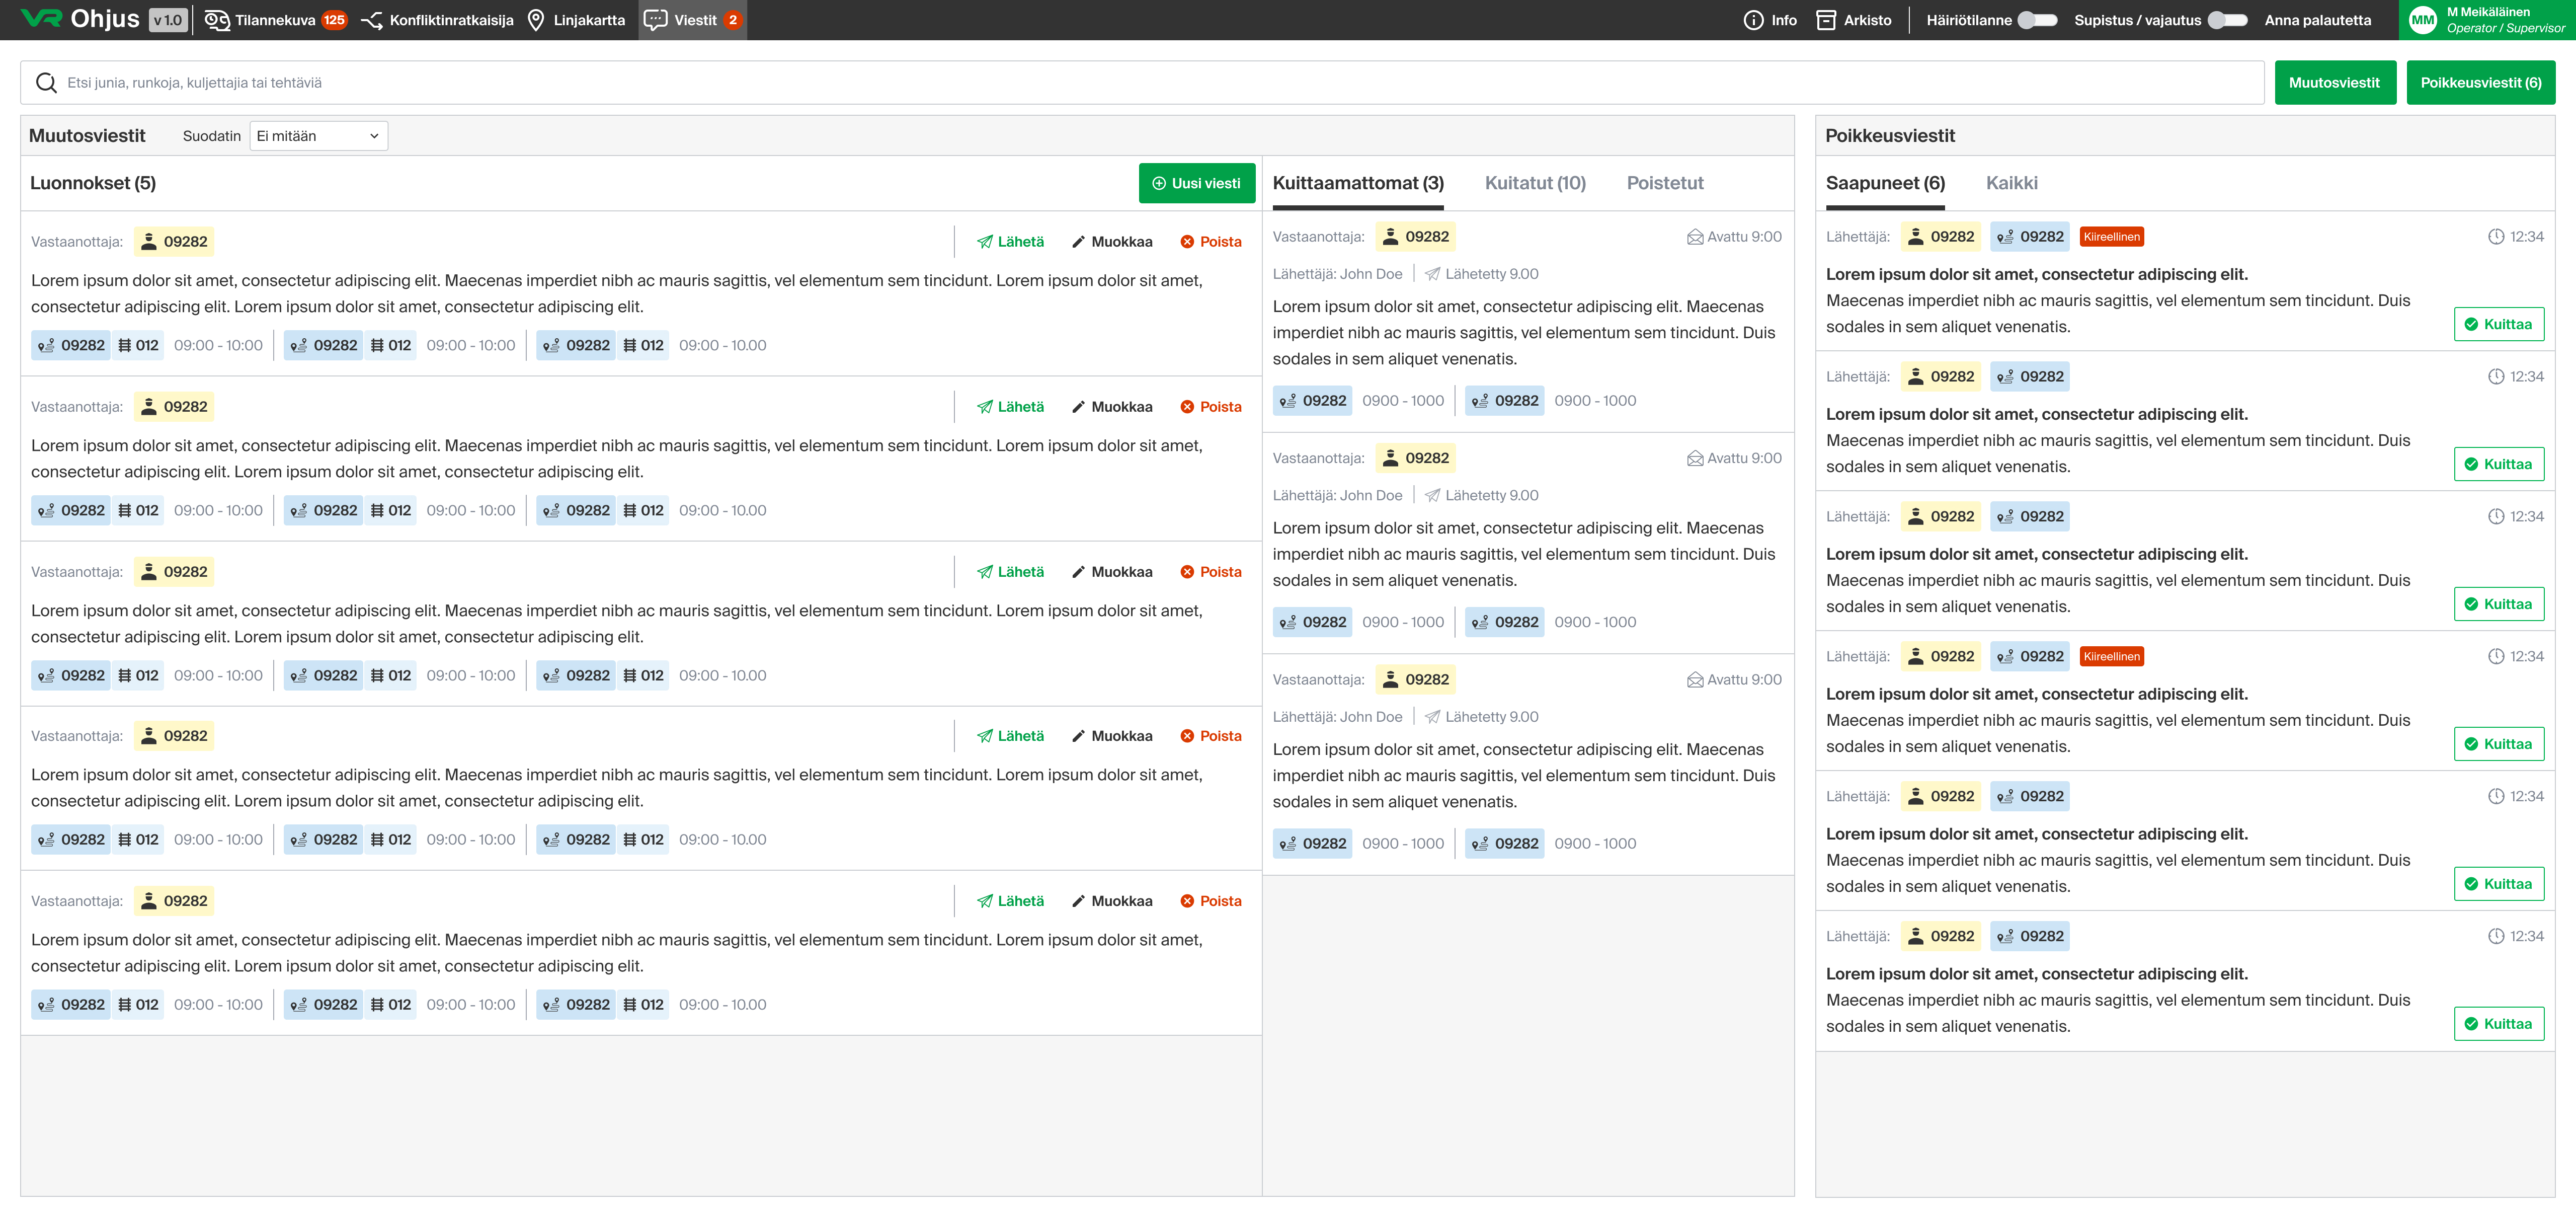 VR Ohjus v 1.0 Tilannekuva 125 Konfliktinratkaisija Linjakartta Viestit 2 Info Arkisto Häiriötilanne Supistus / vajautus Anna palautetta MM M Meikäläinen
Operator / Supervisor
Etsi junia, runkoja, kuljettajia tai tehtäviä Muutosviestit Poikkeusviestit (6)
Muutosviestit Suodatin Ei mitään
Luonnokset (5) Uusi viesti
Vastaanottaja: 09282 Lähetä Muokkaa Poista
Lorem ipsum dolor sit amet, consectetur adipiscing elit. Maecenas imperdiet nibh ac mauris sagittis, vel elementum sem tincidunt. Lorem ipsum dolor sit amet,
consectetur adipiscing elit. Lorem ipsum dolor sit amet, consectetur adipiscing elit.
09282 012 09:00 - 10:00 09282 012 09:00 - 10:00 09282 012 09:00 - 10.00
Vastaanottaja: 09282 Lähetä Muokkaa Poista
Lorem ipsum dolor sit amet, consectetur adipiscing elit. Maecenas imperdiet nibh ac mauris sagittis, vel elementum sem tincidunt. Lorem ipsum dolor sit amet,
consectetur adipiscing elit. Lorem ipsum dolor sit amet, consectetur adipiscing elit.
09282 012 09:00 - 10:00 09282 012 09:00 - 10:00 09282 012 09:00 - 10.00
Vastaanottaja: 09282 Lähetä Muokkaa Poista
Lorem ipsum dolor sit amet, consectetur adipiscing elit. Maecenas imperdiet nibh ac mauris sagittis, vel elementum sem tincidunt. Lorem ipsum dolor sit amet,
consectetur adipiscing elit. Lorem ipsum dolor sit amet, consectetur adipiscing elit.
09282 012 09:00 - 10:00 09282 012 09:00 - 10:00 09282 012 09:00 - 10.00
Vastaanottaja: 09282 Lähetä Muokkaa Poista
Lorem ipsum dolor sit amet, consectetur adipiscing elit. Maecenas imperdiet nibh ac mauris sagittis, vel elementum sem tincidunt. Lorem ipsum dolor sit amet,
consectetur adipiscing elit. Lorem ipsum dolor sit amet, consectetur adipiscing elit.
09282 012 09:00 - 10:00 09282 012 09:00 - 10:00 09282 012 09:00 - 10.00
Vastaanottaja: 09282 Lähetä Muokkaa Poista
Lorem ipsum dolor sit amet, consectetur adipiscing elit. Maecenas imperdiet nibh ac mauris sagittis, vel elementum sem tincidunt. Lorem ipsum dolor sit amet,
consectetur adipiscing elit. Lorem ipsum dolor sit amet, consectetur adipiscing elit.
09282 012 09:00 - 10:00 09282 012 09:00 - 10:00 09282 012 09:00 - 10.00
Kuittaamattomat (3) Kuitatut (10) Poistetut
Vastaanottaja: 09282 Avattu 9:00
Lähettäjä: John Doe Lähetetty 9.00
Lorem ipsum dolor sit amet, consectetur adipiscing elit. Maecenas
imperdiet nibh ac mauris sagittis, vel elementum sem tincidunt. Duis
sodales in sem aliquet venenatis.
09282 0900 - 1000 09282 0900 - 1000
Vastaanottaja: 09282 Avattu 9:00
Lähettäjä: John Doe Lähetetty 9.00
Lorem ipsum dolor sit amet, consectetur adipiscing elit. Maecenas
imperdiet nibh ac mauris sagittis, vel elementum sem tincidunt. Duis
sodales in sem aliquet venenatis.
09282 0900 - 1000 09282 0900 - 1000
Vastaanottaja: 09282 Avattu 9:00
Lähettäjä: John Doe Lähetetty 9.00
Lorem ipsum dolor sit amet, consectetur adipiscing elit. Maecenas
imperdiet nibh ac mauris sagittis, vel elementum sem tincidunt. Duis
sodales in sem aliquet venenatis.
09282 0900 - 1000 09282 0900 - 1000
Poikkeusviestit
Saapuneet (6) Kaikki
Lähettäjä: 09282 09282 Kiireellinen 12:34
Lorem ipsum dolor sit amet, consectetur adipiscing elit.
Maecenas imperdiet nibh ac mauris sagittis, vel elementum sem tincidunt. Duis
sodales in sem aliquet venenatis. Kuittaa
Lähettäjä: 09282 09282 12:34
Lorem ipsum dolor sit amet, consectetur adipiscing elit.
Maecenas imperdiet nibh ac mauris sagittis, vel elementum sem tincidunt. Duis
sodales in sem aliquet venenatis. Kuittaa
Lähettäjä: 09282 09282 12:34
Lorem ipsum dolor sit amet, consectetur adipiscing elit.
Maecenas imperdiet nibh ac mauris sagittis, vel elementum sem tincidunt. Duis
sodales in sem aliquet venenatis. Kuittaa
Lähettäjä: 09282 09282 Kiireellinen 12:34
Lorem ipsum dolor sit amet, consectetur adipiscing elit.
Maecenas imperdiet nibh ac mauris sagittis, vel elementum sem tincidunt. Duis
sodales in sem aliquet venenatis. Kuittaa
Lähettäjä: 09282 09282 12:34
Lorem ipsum dolor sit amet, consectetur adipiscing elit.
Maecenas imperdiet nibh ac mauris sagittis, vel elementum sem tincidunt. Duis
sodales in sem aliquet venenatis. Kuittaa
Lähettäjä: 09282 09282 12:34
Lorem ipsum dolor sit amet, consectetur adipiscing elit.
Maecenas imperdiet nibh ac mauris sagittis, vel elementum sem tincidunt. Duis
sodales in sem aliquet venenatis. Kuittaa